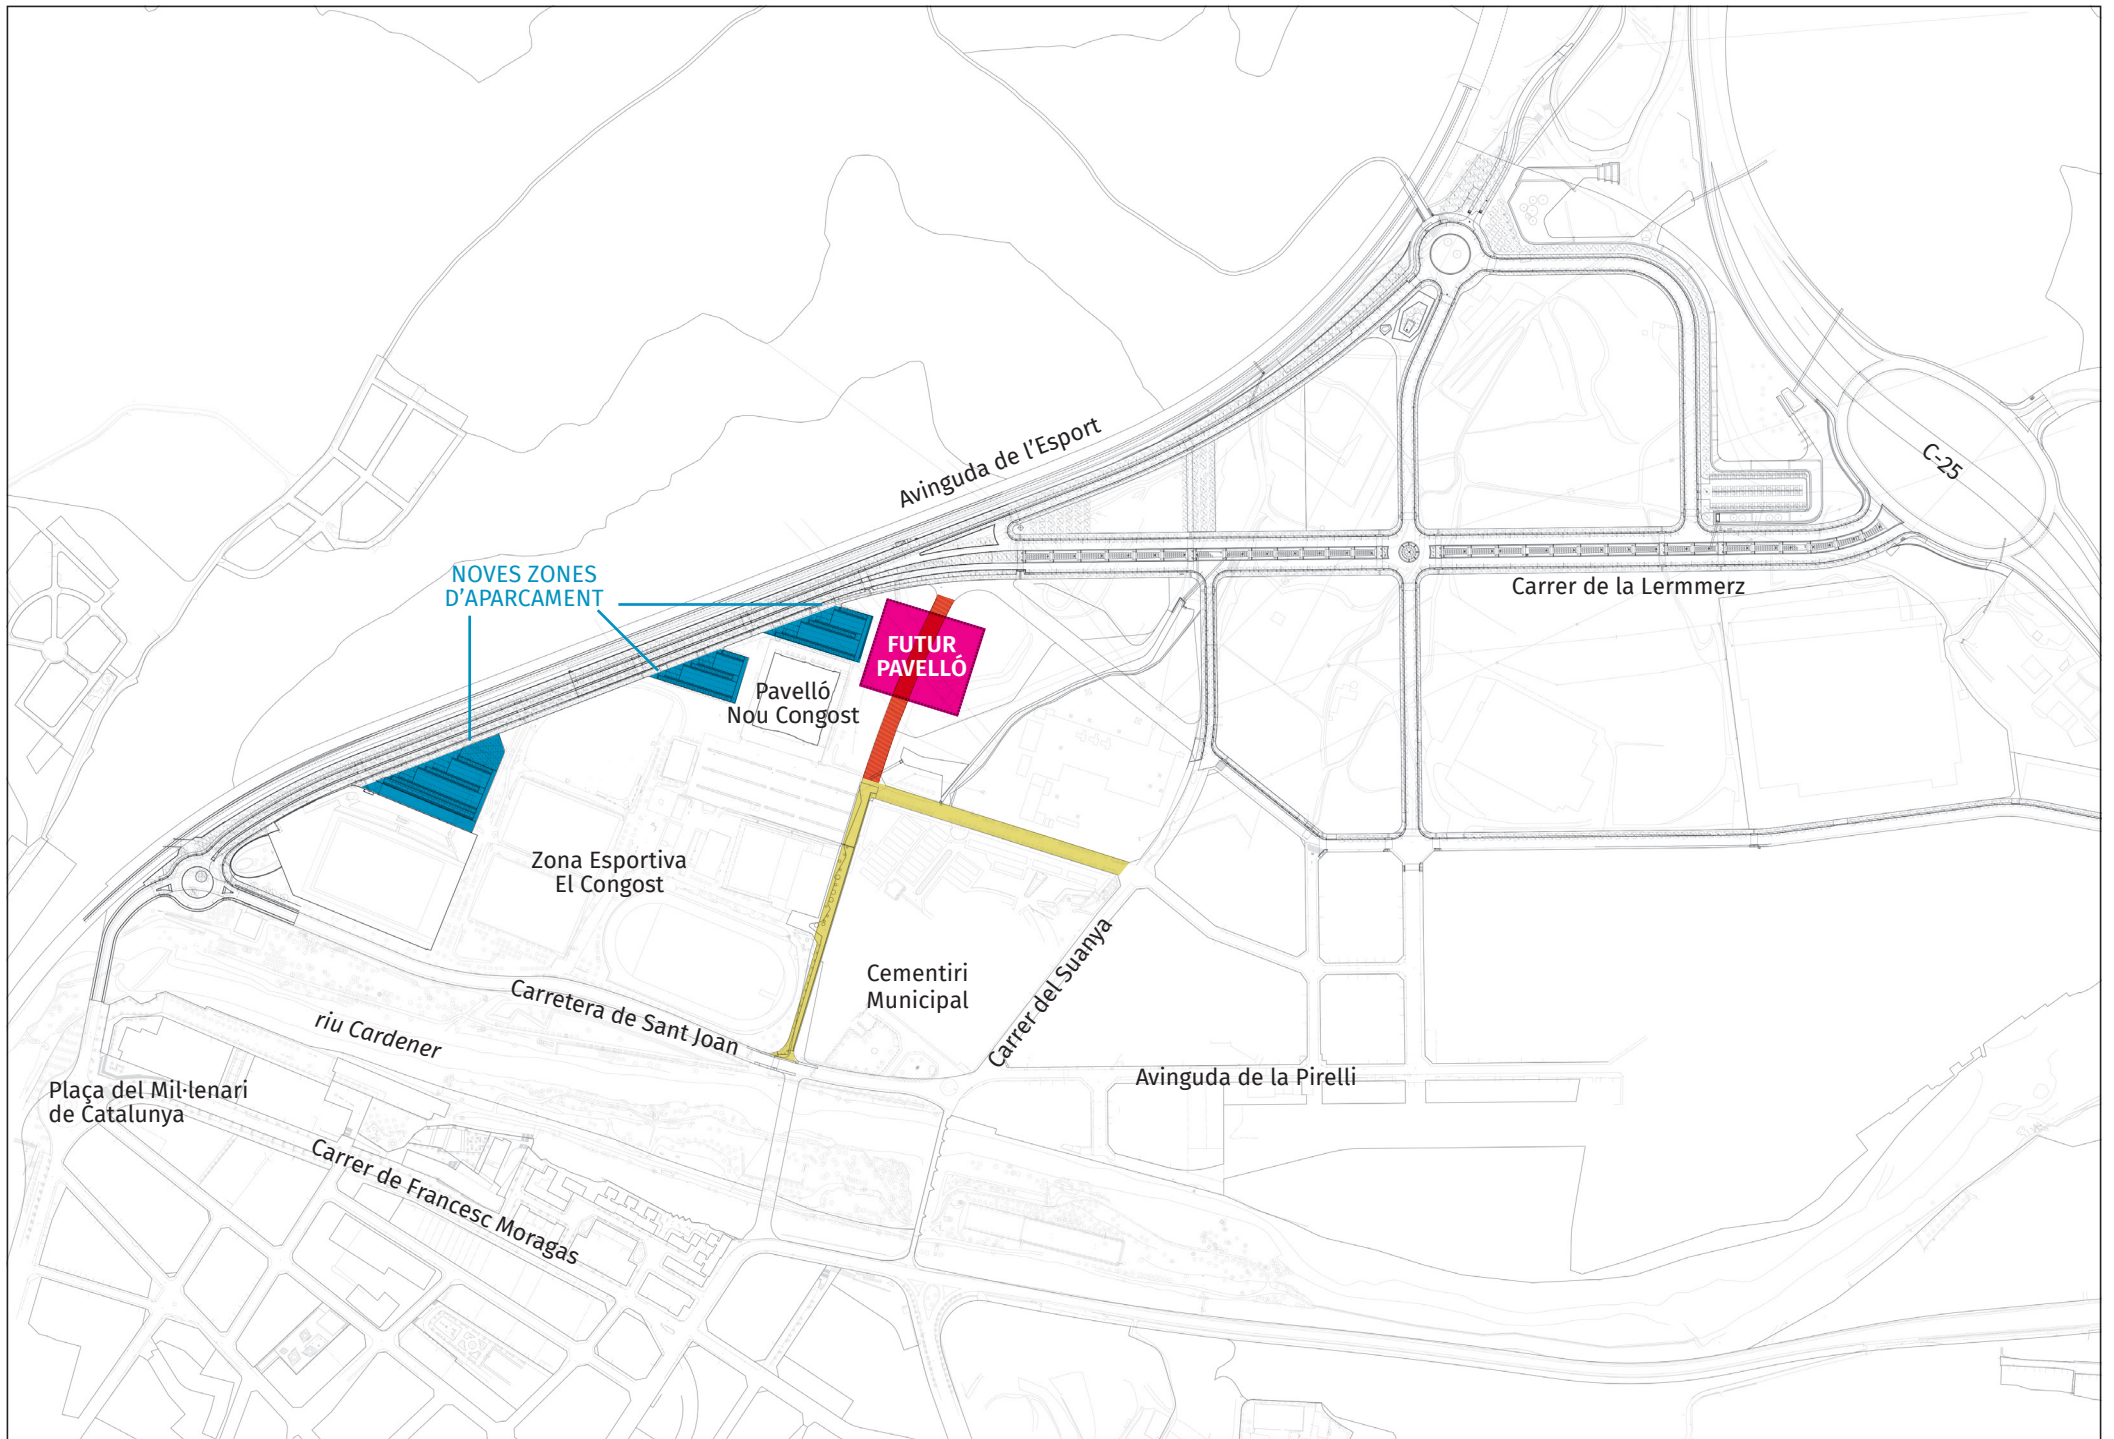 Avinguda de l'Esport
C-25
NOVES ZONES
D'APARCAMENT
Carrer de la Lermmerz
FUTUR
PAVELLÓ
Pavelló
Nou Congost
Zona Esportiva
El Congost
Cementiri
Municipal
Carrer del Suanya
Carretera de Sant Joan
riu Cardener
Avinguda de la Pirelli
Plaça del Mil·lenari
de Catalunya
Carrer de Francesc Moragas